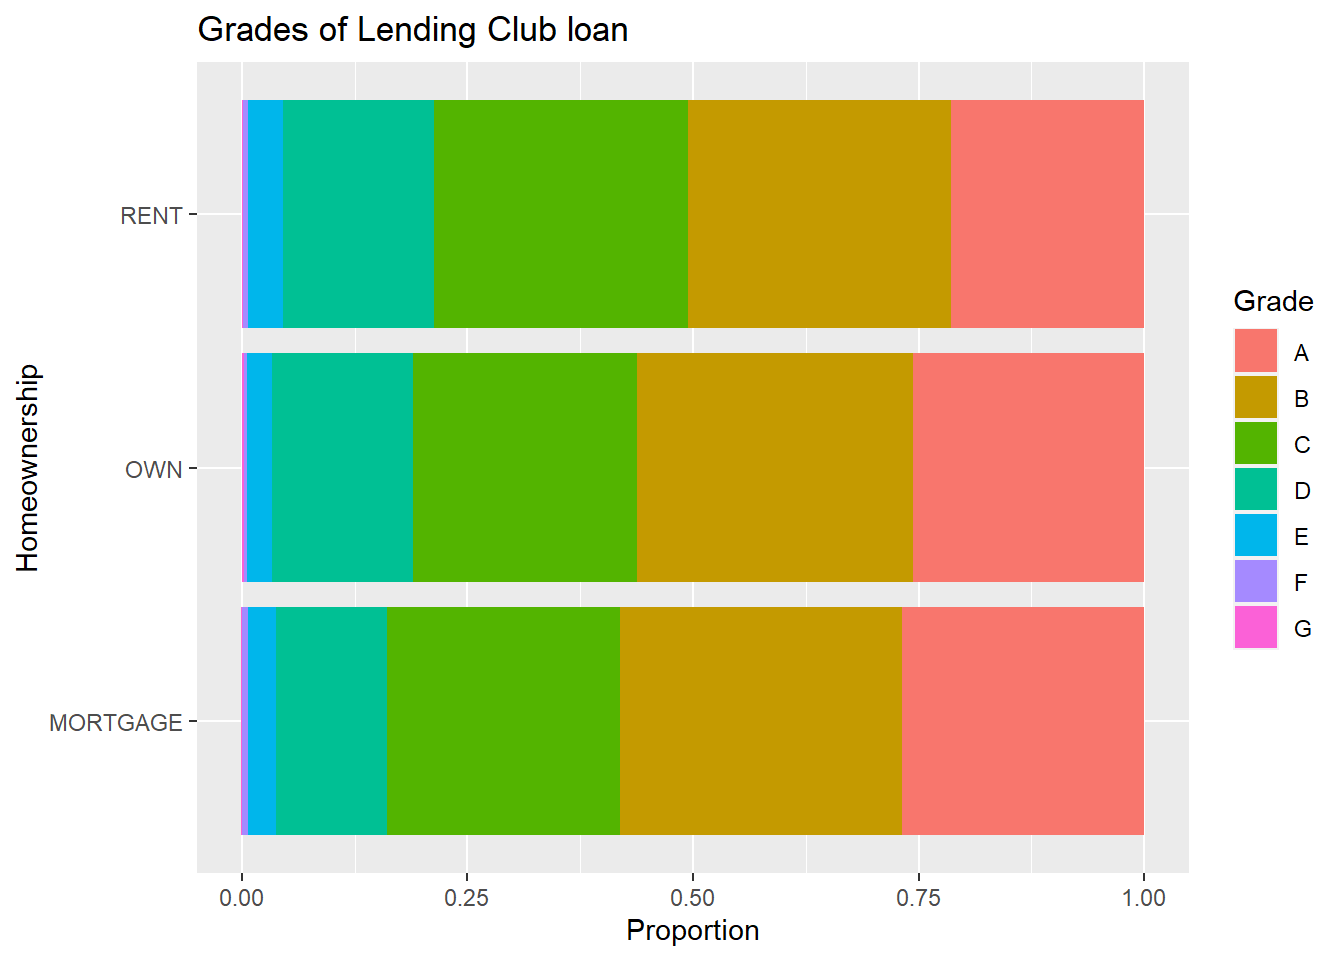 Grades of Lending Club loan
Homeownership
RENT
OWN
MORTGAGE
0.00 0.25 0.50 0.75 1.00
Proportion
Grade
A
B
C
D
E
F
G